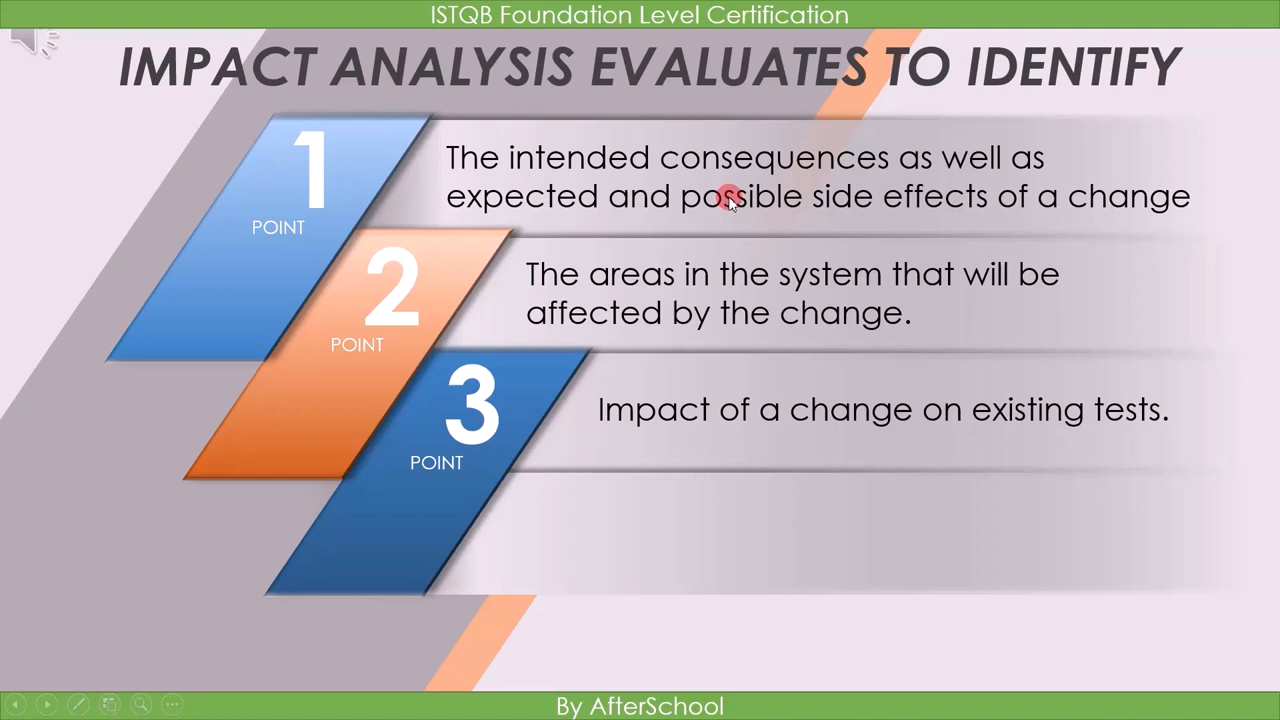 ISTQB Foundation Level Certification
IMPACT ANALYSIS EVALUATES TO IDENTIFY
1
POINT
The intended consequences as well as
expected and possible side effects of a change
2
POINT
The areas in the system that will be
affected by the change.
3
POINT
Impact of a change on existing tests.
By AfterSchool